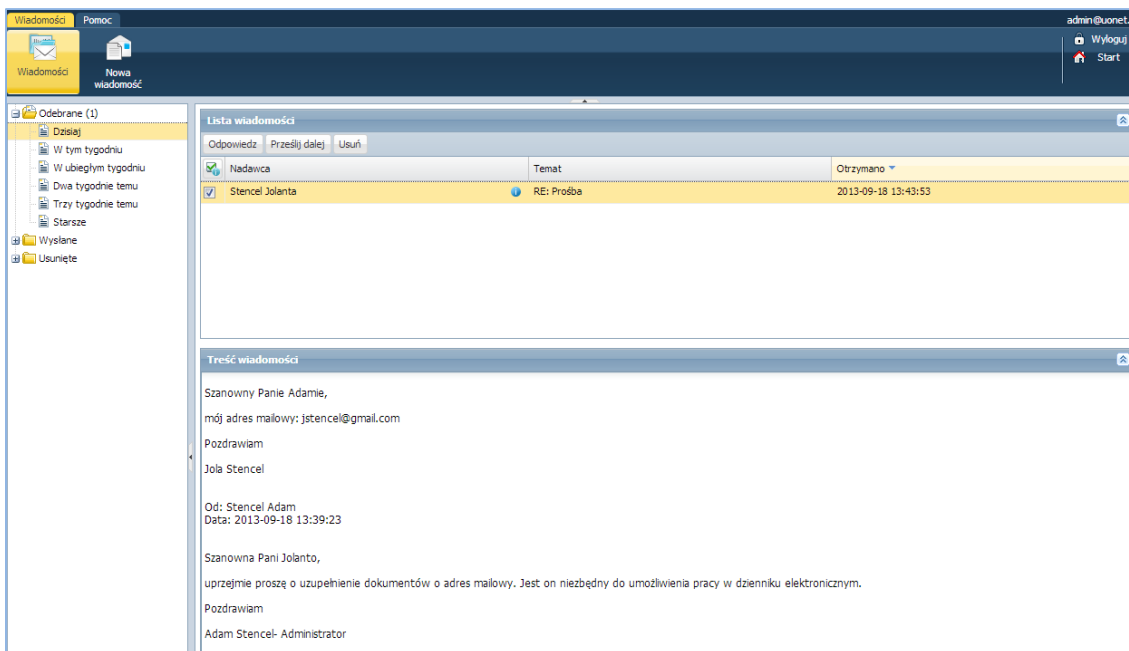 Wiadomości Pomoc admin@uonet.
Wiadomości Nowa wiadomość
Wyloguj
Start
Odebrane (1)
Dzisiaj
W tym tygodniu
W ubiegłym tygodniu
Dwa tygodnie temu
Trzy tygodnie temu
Starsze
Wysłane
Usunięte
Lista wiadomości
Odpowiedz Prześlij dalej Usuń
Nadawca Temat Otrzymano
Stencel Jolanta RE: Prośba 2013-09-18 13:43:53
Treść wiadomości
Szanowny Panie Adamie,
mój adres mailowy: jstencel@gmail.com
Pozdrawiam
Jola Stencel
Od: Stencel Adam
Data: 2013-09-18 13:39:23
Szanowna Pani Jolanto,
uprzejmie proszę o uzupełnienie dokumentów o adres mailowy. Jest on niezbędny do umożliwienia pracy w dzienniku elektronicznym.
Pozdrawiam
Adam Stencel- Administrator